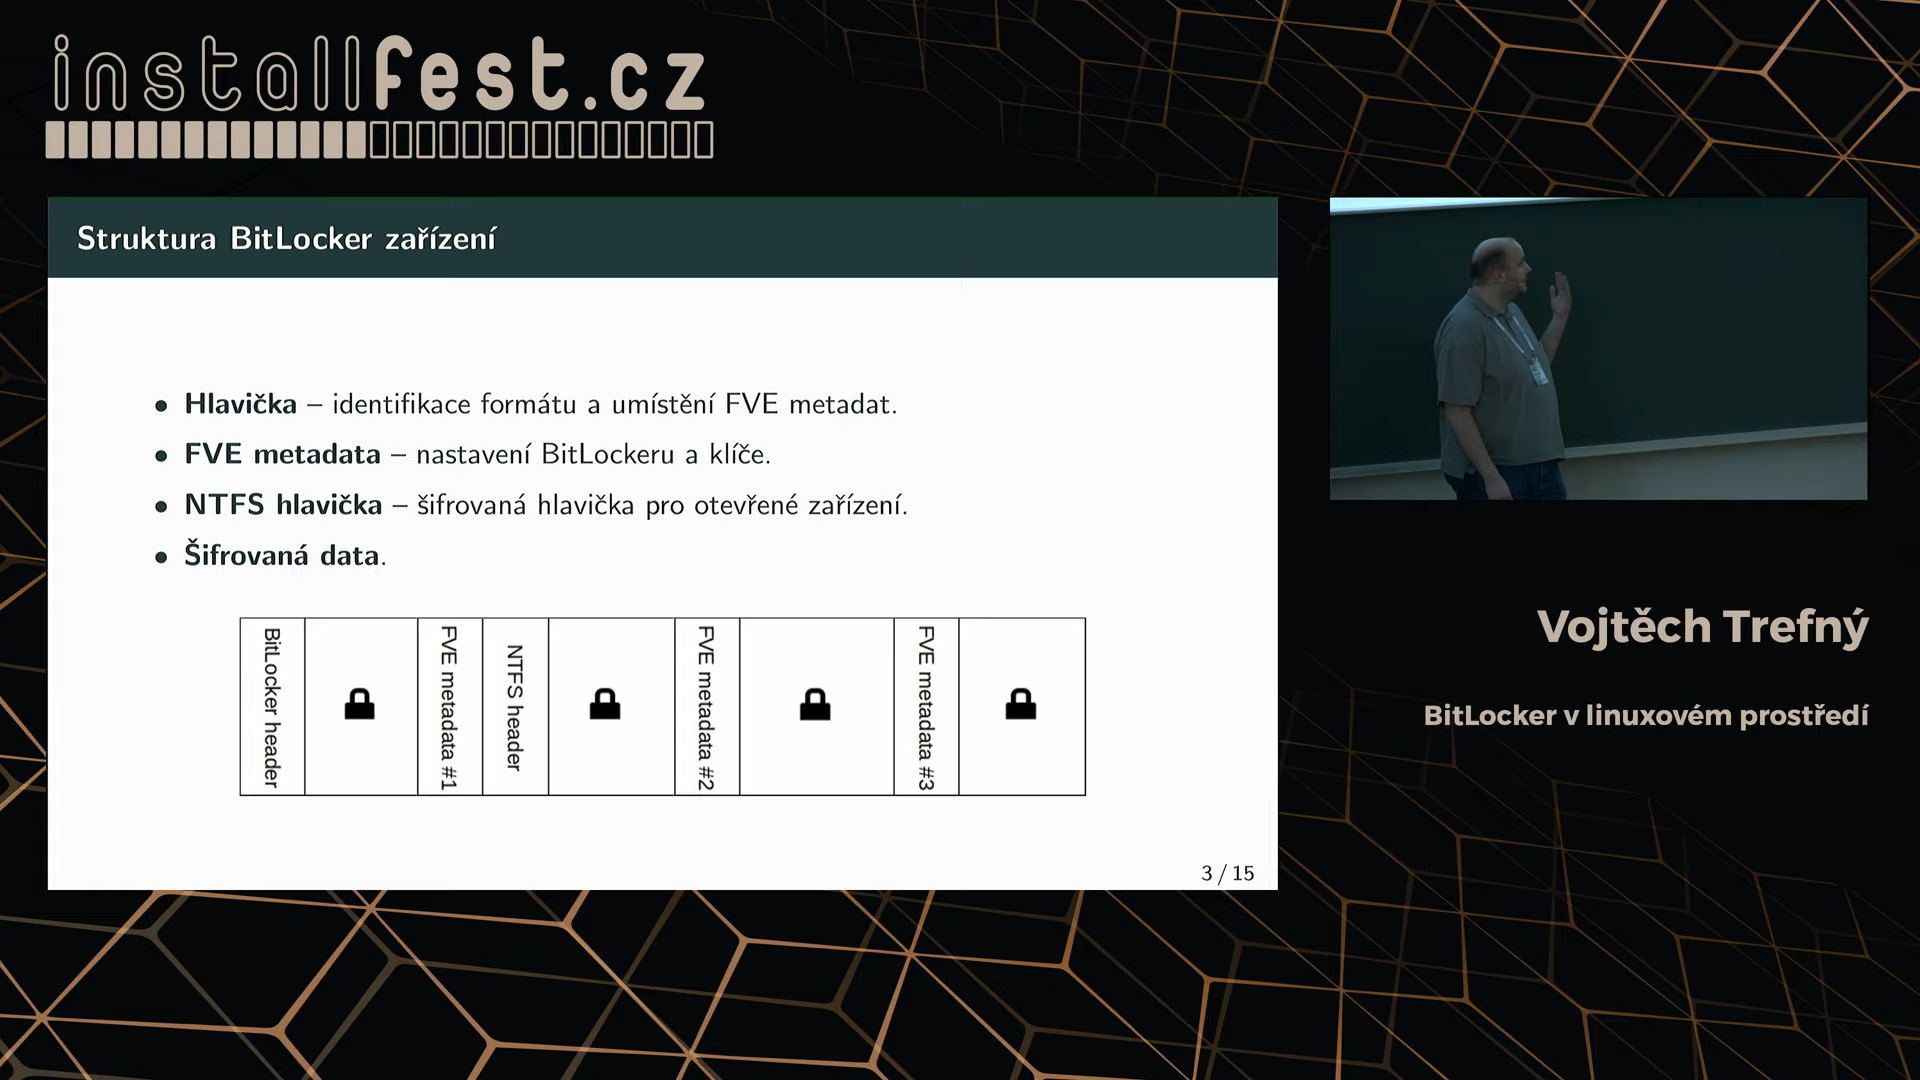 installfest.cz
Struktura BitLocker zařízení
• Hlavička – identifikace formátu a umístění FVE metadat.
• FVE metadata – nastavení BitLockeru a klíče.
• NTFS hlavička – šifrovaná hlavička pro otevřené zařízení.
• Šifrovaná data.
BitLocker header
FVE metadata #1
NTFS header
FVE metadata #2
FVE metadata #3
3 / 15
Vojtěch Trefný
BitLocker v linuxovém prostředí